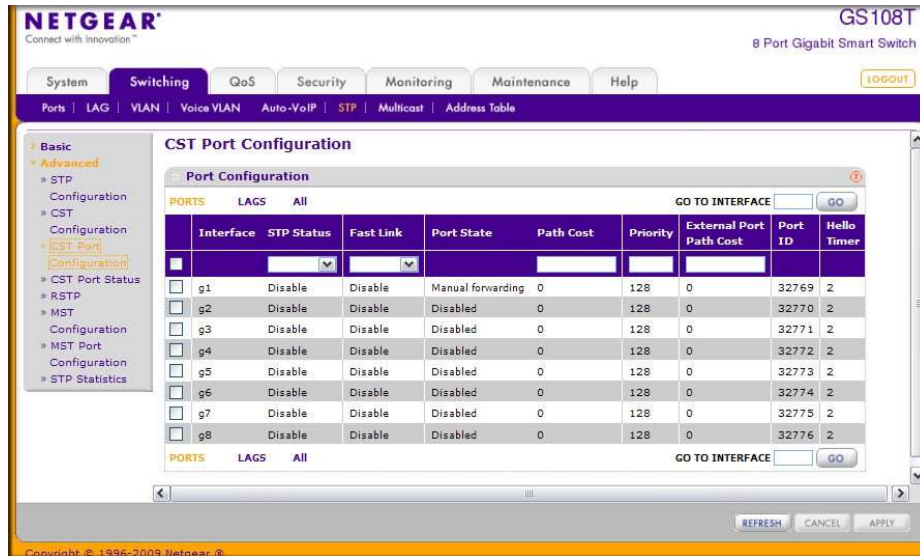 NETGEAR®
Connect with Innovation™
GS108T
8 Port Gigabit Smart Switch
System Switching QoS Security Monitoring Maintenance Help LOGOUT
Ports | LAG | VLAN | Voice VLAN Auto-VoIP | STP | Multicast | Address Table
Basic
Advanced
» STP
Configuration
» CST
Configuration
» CST Port
Configuration
» CST Port Status
» RSTP
» MST
Configuration
» MST Port
Configuration
» STP Statistics
CST Port Configuration
Port Configuration ?
PORTS LAGS All GO TO INTERFACE GO
Interface STP Status Fast Link Port State Path Cost Priority External Port Path Cost Port ID Hello Timer
g1 Disable Disable Manual forwarding 0 128 0 32769 2
g2 Disable Disable Disabled 0 128 0 32770 2
g3 Disable Disable Disabled 0 128 0 32771 2
g4 Disable Disable Disabled 0 128 0 32772 2
g5 Disable Disable Disabled 0 128 0 32773 2
g6 Disable Disable Disabled 0 128 0 32774 2
g7 Disable Disable Disabled 0 128 0 32775 2
g8 Disable Disable Disabled 0 128 0 32776 2
PORTS LAGS All GO TO INTERFACE GO
REFRESH CANCEL APPLY
Copyright © 1996-2009 Netgear ®